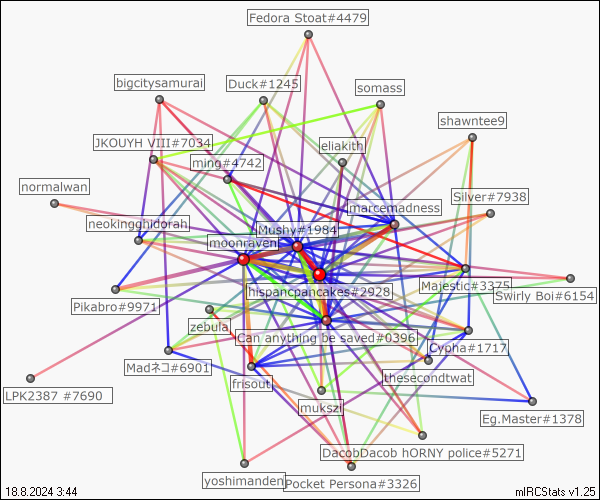 Fedora Stoat#4479
bigcitysamurai
Duck#1245
somass
shawntee9
JKOUYH VIII#7034
eliakith
ming#4742
normalwan
Silver#7938
marcemadness
neokingghidorah
Mushy#1984
moonraven
hispancpancakes#2928
Majestic#3375
Swirly Boi#6154
Pikabro#9971
zebula
Can anything be saved#0396
Cypha#1717
Madネコ#6901
frisout
thesecondtwat
LPK2387 #7690
mukszi
Eg.Master#1378
DacobDacob hORNY police#5271
yoshimanden
Pocket Persona#3326
18.8.2024 3:44
mIRCStats v1.25